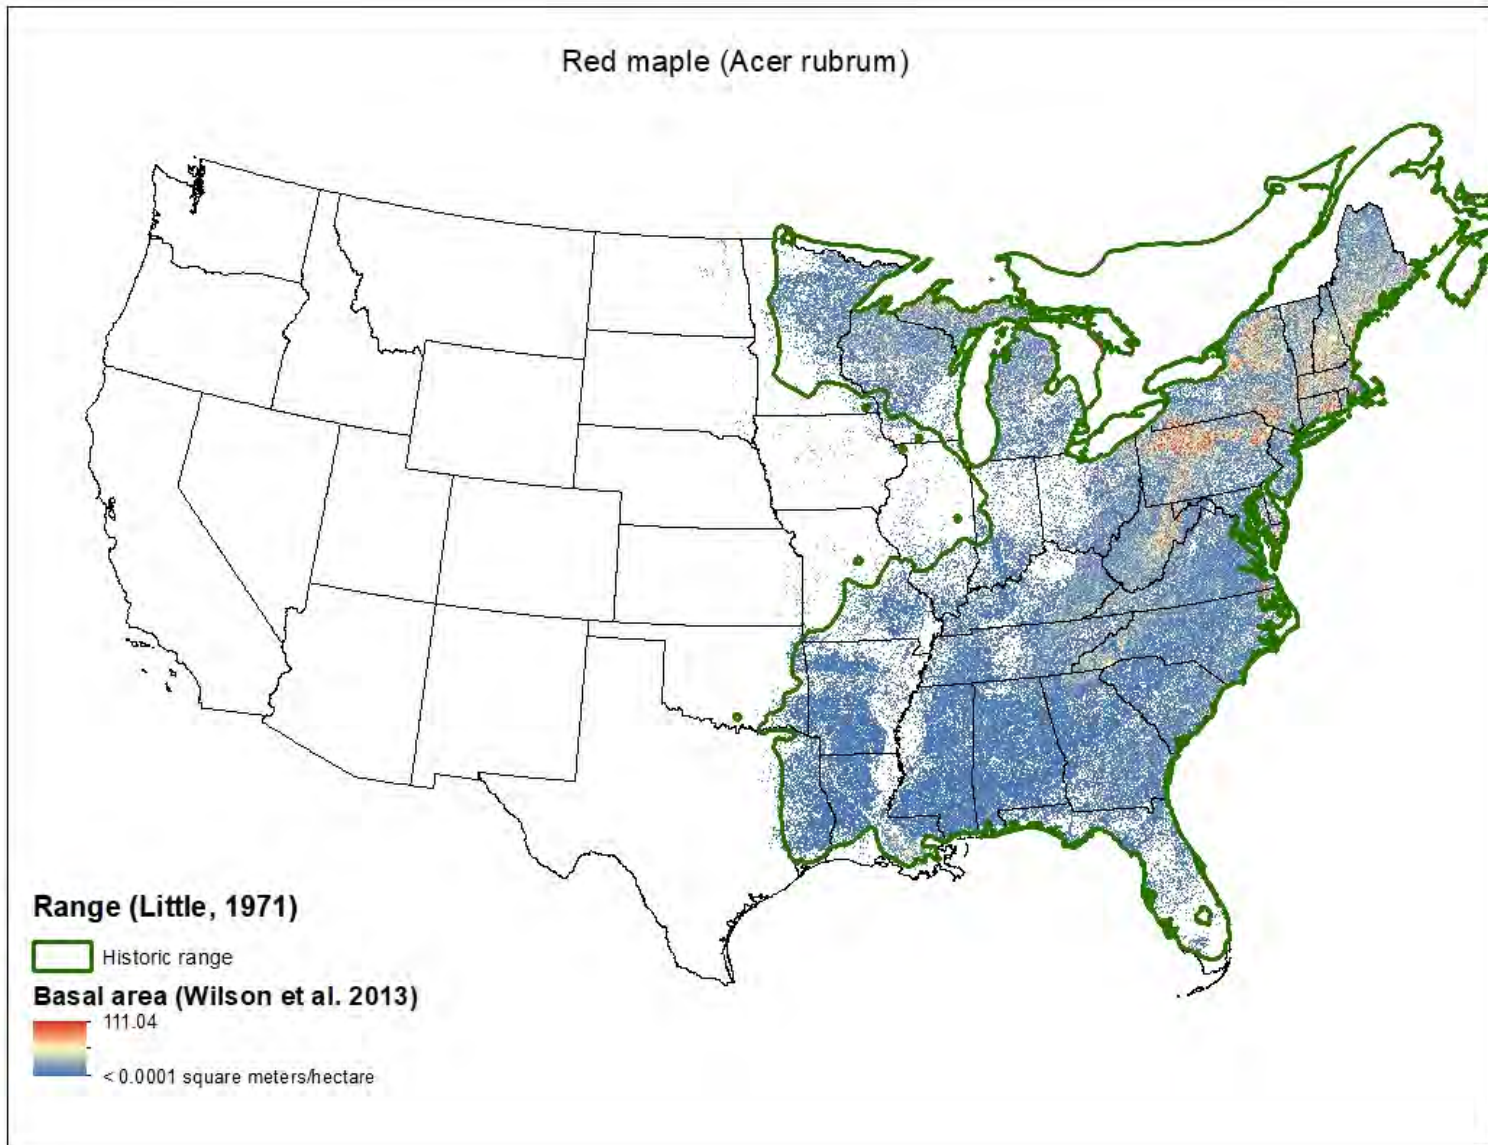 Red maple (Acer rubrum)
Range (Little, 1971)
Historic range
Basal area (Wilson et al. 2013)
111.04
< 0.0001 square meters/hectare